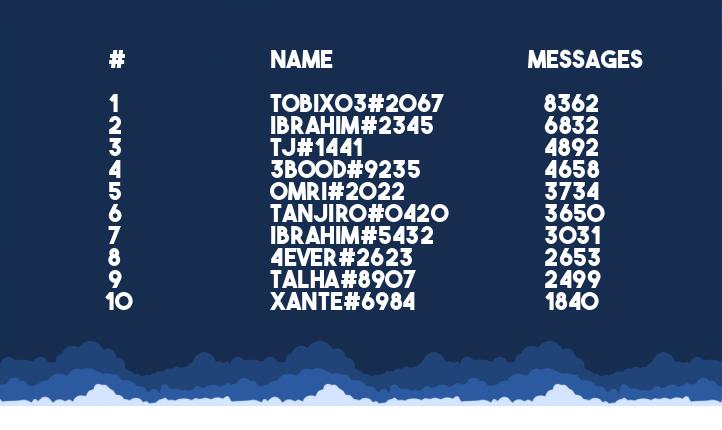 # NAME MESSAGES
1 TOBIXO3#2067 8362
2 IBRAHIM#2345 6832
3 TJ#1441 4892
4 3BOOD#9235 4658
5 OMRI#2022 3734
6 TANJIRO#0420 3650
7 IBRAHIM#5432 3031
8 4EVER#2623 2653
9 TALHA#8907 2499
10 XANTE#6984 1840